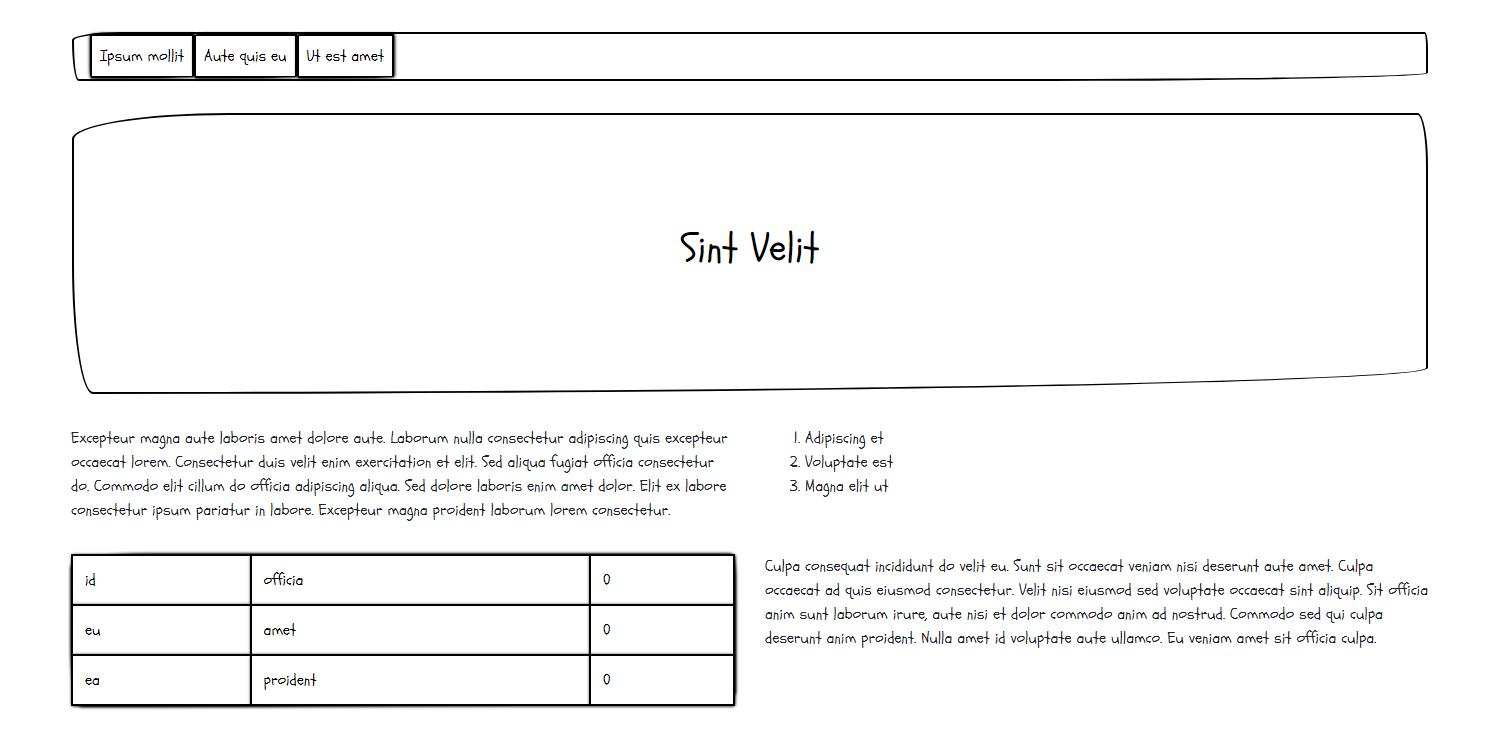 Ipsum mollit Aute quis eu Ut est amet
Sint Velit
Excepteur magna aute laboris amet dolore aute. Laborum nulla consectetur adipiscing quis excepteur
occaecat lorem. Consectetur duis velit enim exercitation et elit. Sed aliqua fugiat officia consectetur
do. Commodo elit cillum do officia adipiscing aliqua. Sed dolore laboris enim amet dolor. Elit ex labore
consectetur ipsum pariatur in labore. Excepteur magna proident laborum lorem consectetur.
1. Adipiscing et
2. Voluptate est
3. Magna elit ut
id officia 0
eu amet 0
ea proident 0
Culpa consequat incididunt do velit eu. Sunt sit occaecat veniam nisi deserunt aute amet. Culpa
occaecat ad quis eiusmod consectetur. Velit nisi eiusmod sed voluptate occaecat sint aliquip. Sit officia
anim sunt laborum irure, aute nisi et dolor commodo anim ad nostrud. Commodo sed qui culpa
deserunt anim proident. Nulla amet id voluptate aute ullamco. Eu veniam amet sit officia culpa.